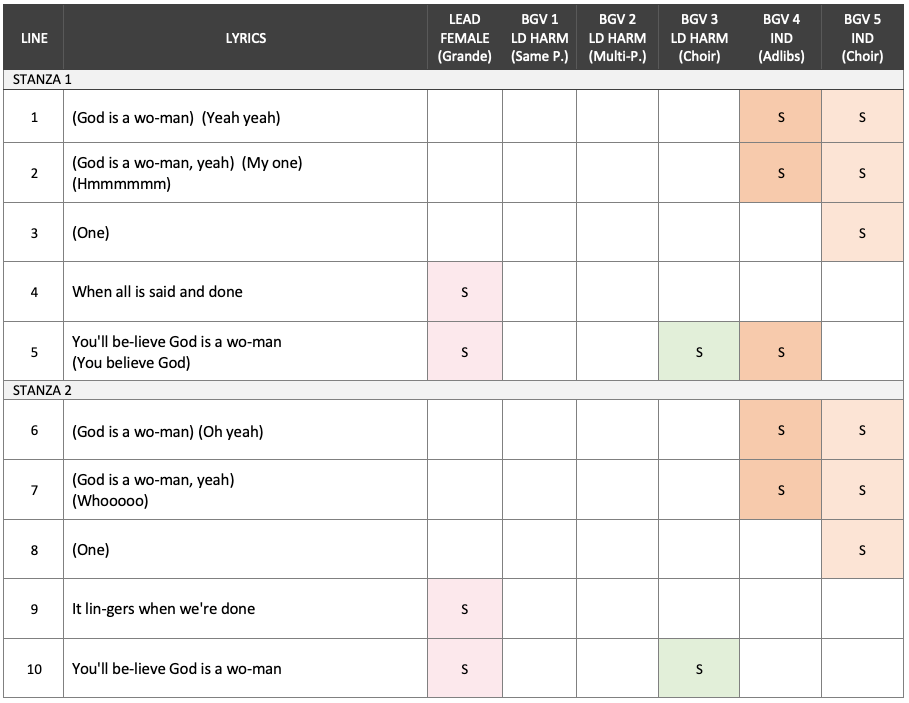 LINE LYRICS LEAD FEMALE (Grande) BGV 1 LD HARM (Same P.) BGV 2 LD HARM (Multi-P.) BGV 3 LD HARM (Choir) BGV 4 IND (Adlibs) BGV 5 IND (Choir)
STANZA 1
1 (God is a wo-man) (Yeah yeah) S S
2 (God is a wo-man, yeah) (My one)
(Hmmmmmm) S S
3 (One) S
4 When all is said and done S
5 You'll be-lieve God is a wo-man
(You believe God) S S S
STANZA 2
6 (God is a wo-man) (Oh yeah) S S
7 (God is a wo-man, yeah)
(Whooooo) S S
8 (One) S
9 It lin-gers when we're done S
10 You'll be-lieve God is a wo-man S S